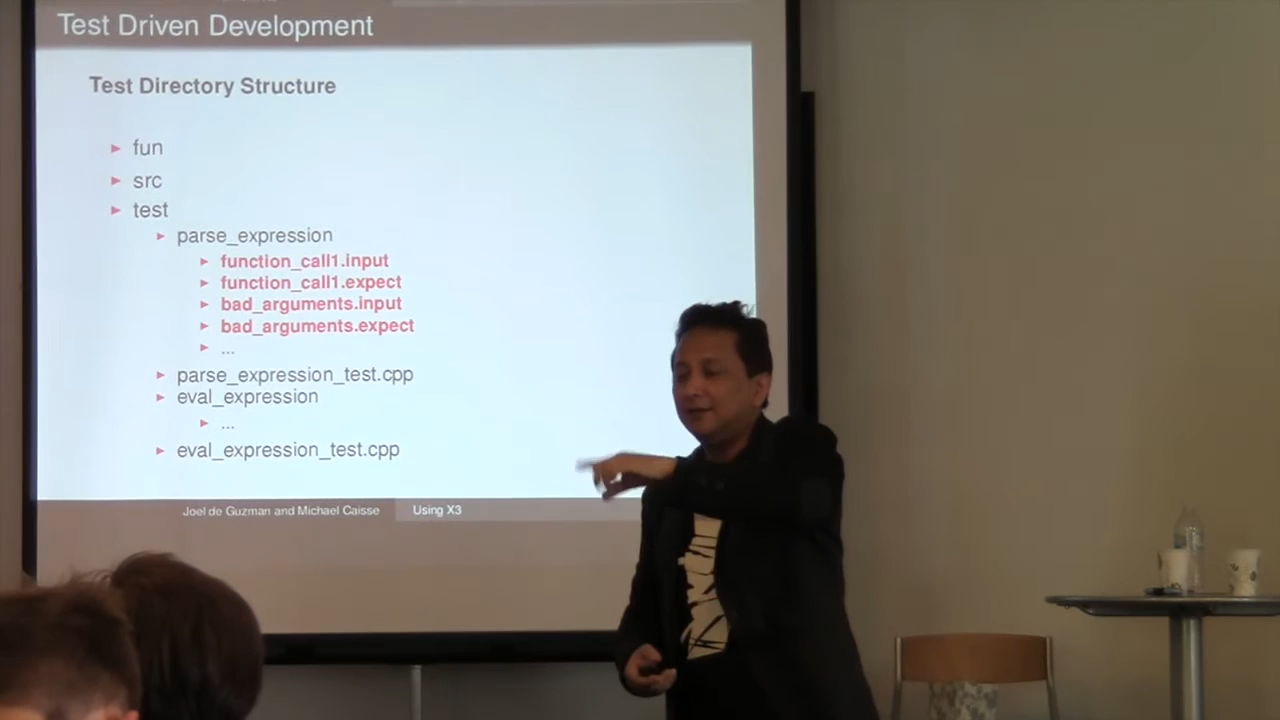 Test Driven Development
Test Directory Structure
fun
src
test
parse_expression
function_call1.input
function_call1.expect
bad_arguments.input
bad_arguments.expect
...
parse_expression_test.cpp
eval_expression
...
eval_expression_test.cpp
Joel de Guzman and Michael Caisse Using X3